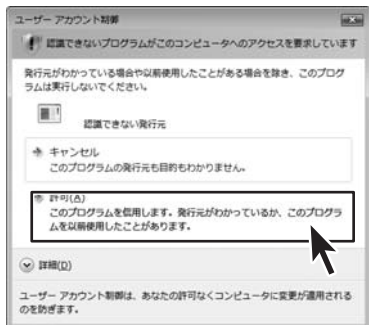 ユーザー アカウント制御
認識できないプログラムがこのコンピュータへのアクセスを要求しています
発行元がわかっている場合や以前使用したことがある場合を除き、このプログ
ラムは実行しないでください。
認識できない発行元
キャンセル
このプログラムの発行元も目的もわかりません。
許可(A)
このプログラムを信用します。発行元がわかっているか、このプログラ
ムを以前使用したことがあります。
詳細(D)
ユーザー アカウント制御は、あなたの許可なくコンピュータに変更が適用される
のを防ぎます。